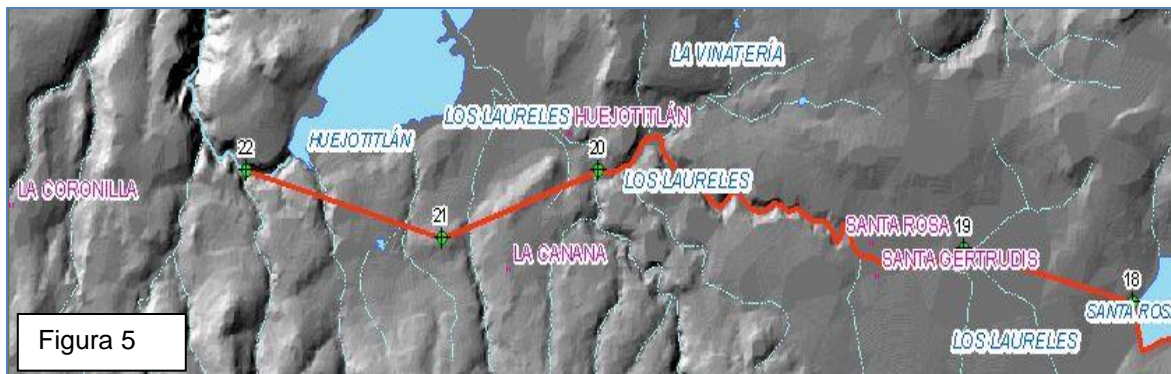 LA VINATERÍA
LOS LAURELES
HUEJOTITLÁN
HUEJOTITLÁN
22
20
LA CORONILLA
LOS LAURELES
21
SANTA ROSA
19
LA CANANA
SANTA GERTRUDIS
18
SANTA ROS
LOS LAURELES
Figura 5